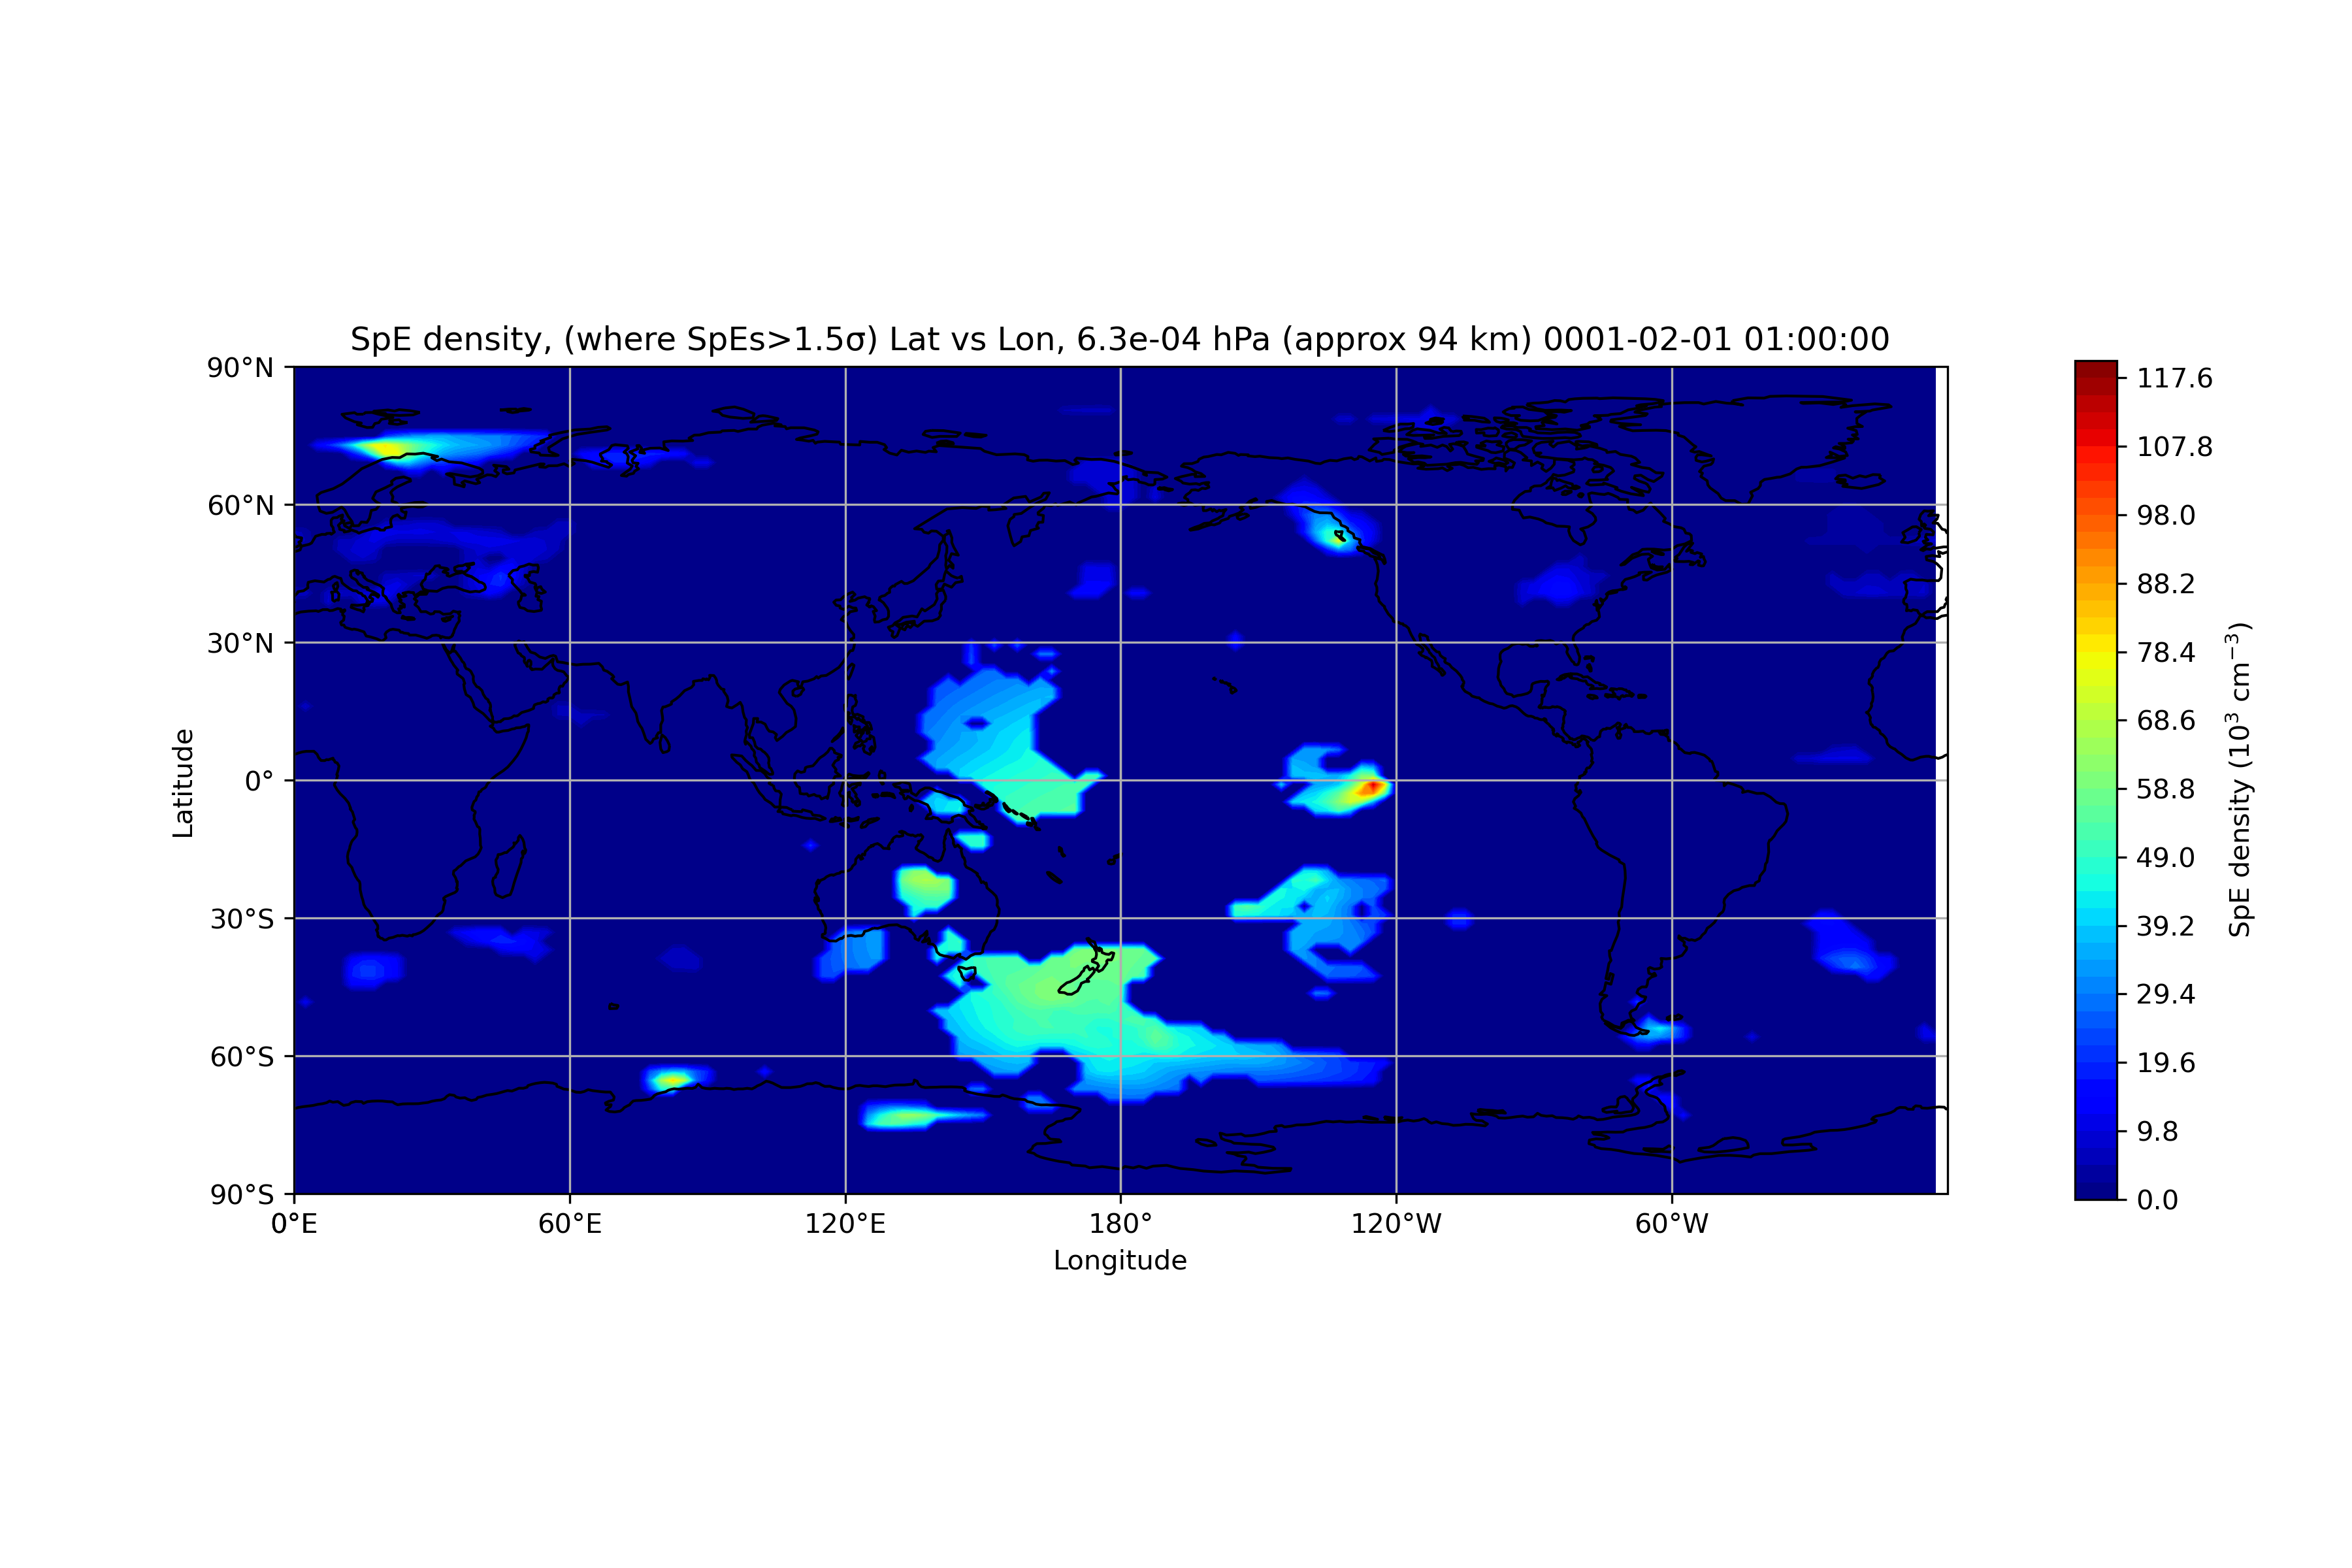 SpE density, (where SpEs>1.5σ) Lat vs Lon, 6.3e-04 hPa (approx 94 km) 0001-02-01 01:00:00
90°N
60°N
30°N
0°
30°S
60°S
90°S
Latitude
0°E
60°E
120°E
180°
120°W
60°W
Longitude
117.6
107.8
98.0
88.2
78.4
68.6
58.8
49.0
39.2
29.4
19.6
9.8
0.0
SpE density (10³ cm⁻³)